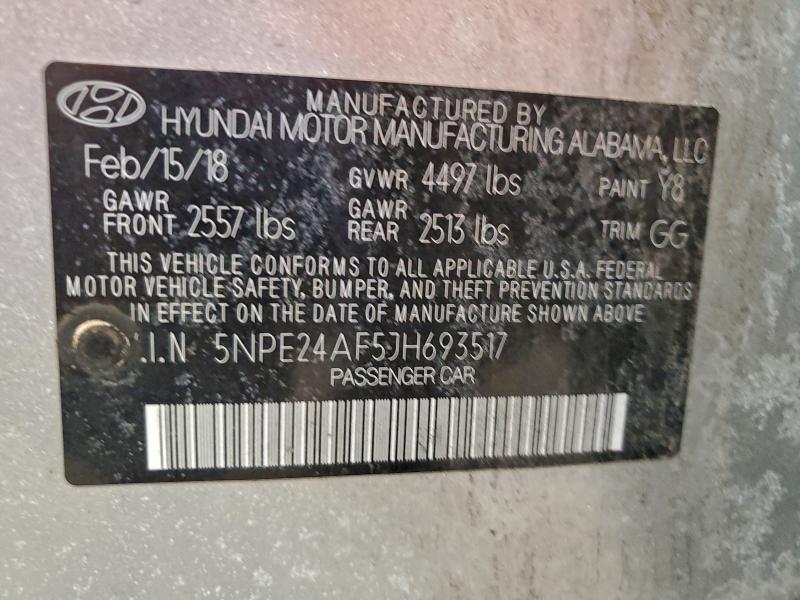 MANUFACTURED BY
HYUNDAI MOTOR MANUFACTURING ALABAMA, LLC
Feb/15/18 GVWR 4497 lbs PAINT Y8
GAWR FRONT 2557 lbs GAWR REAR 2513 lbs TRIM GG
THIS VEHICLE CONFORMS TO ALL APPLICABLE U.S.A. FEDERAL
MOTOR VEHICLE SAFETY, BUMPER, AND THEFT PREVENTION STANDARDS
IN EFFECT ON THE DATE OF MANUFACTURE SHOWN ABOVE
.I.N 5NPE24AF5JH693517
PASSENGER CAR